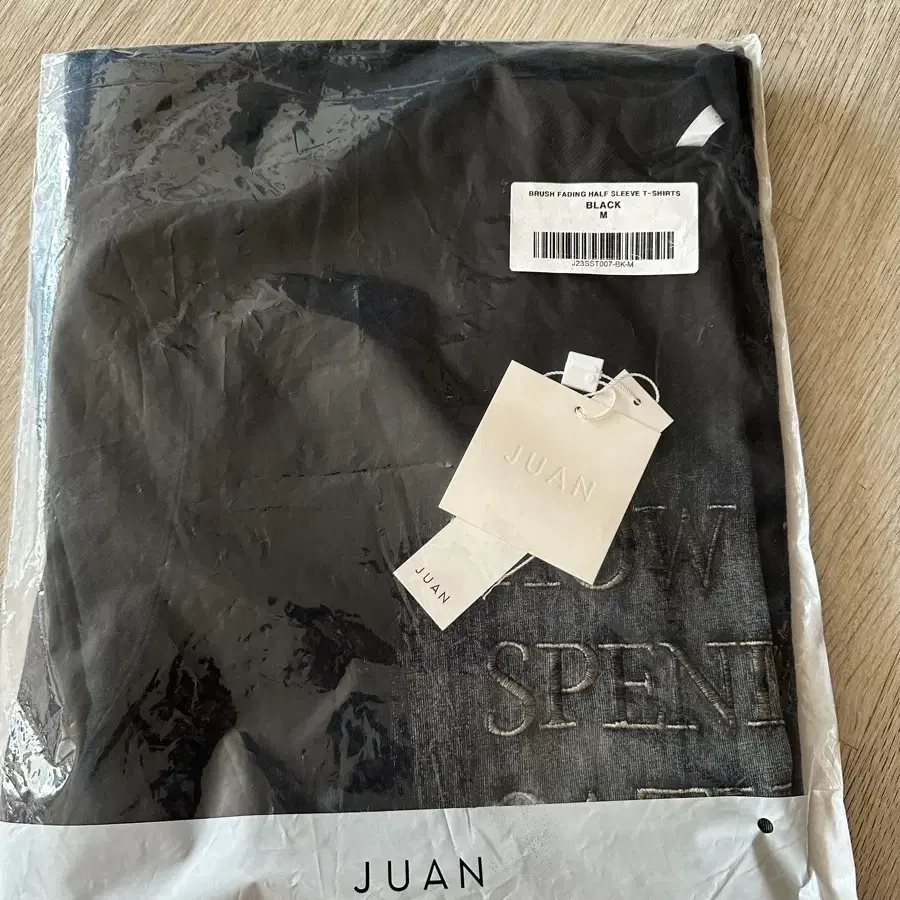 BRUSH FADING HALF SLEEVE T-SHIRTS
BLACK
M
J23SST007-BK-M
JUAN
JUAN
SPEN
JUAN